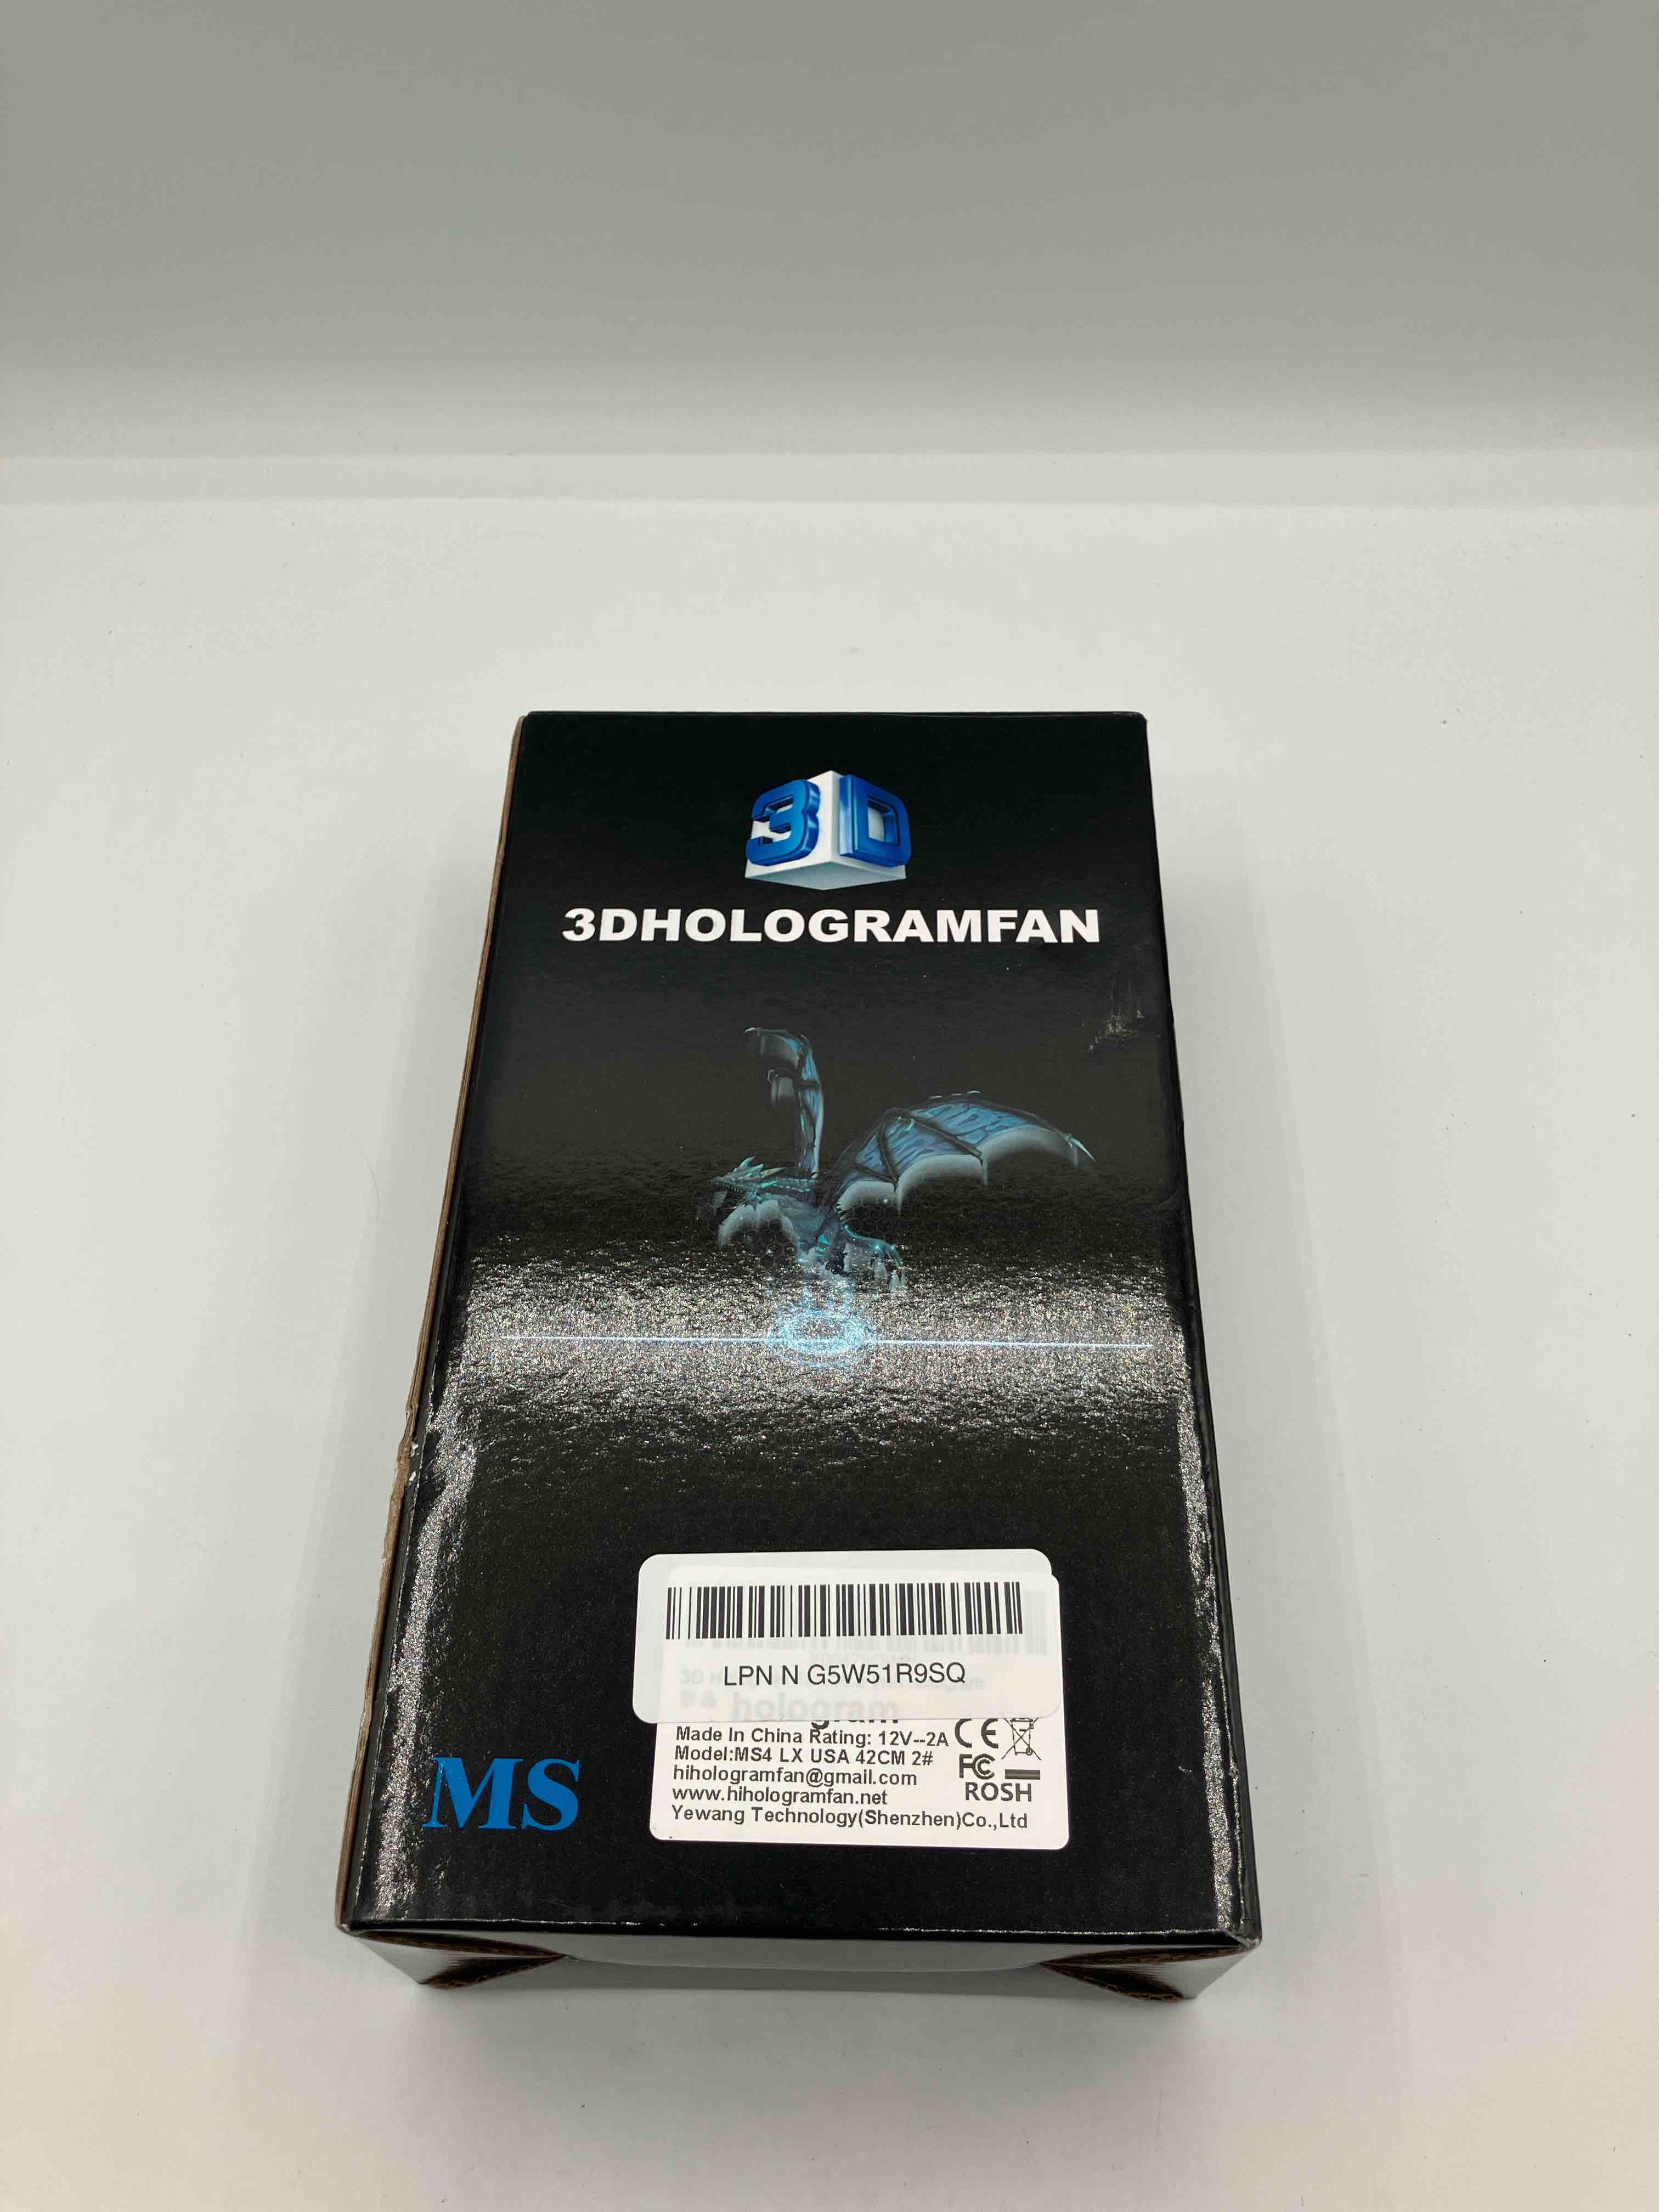 3D
3DHOLOGRAMFAN
LPN N G5W51R9SQ
hologram
Made In China Rating: 12V--2A
Model:MS4 LX USA 42CM 2#
hihologramfan@gmail.com
www.hihologramfan.net
Yewang Technology(Shenzhen)Co.,Ltd
CE
FC
ROSH
MS